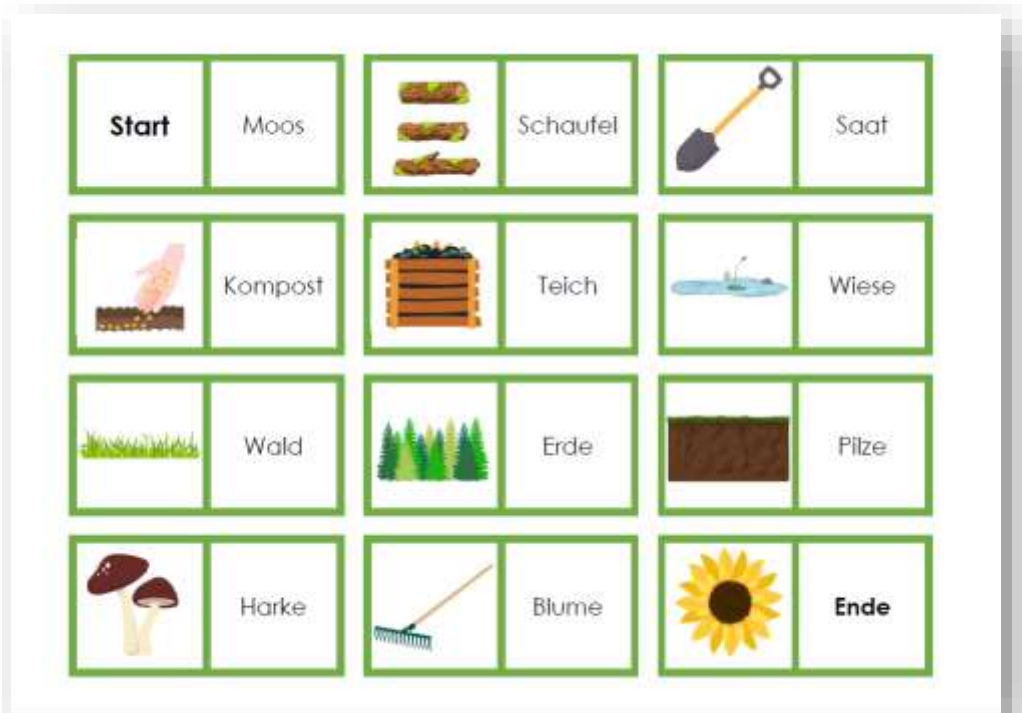 Start
Moos
Schaufel
Saat
Kompost
Teich
Wiese
Wald
Erde
Pilze
Harke
Blume
Ende